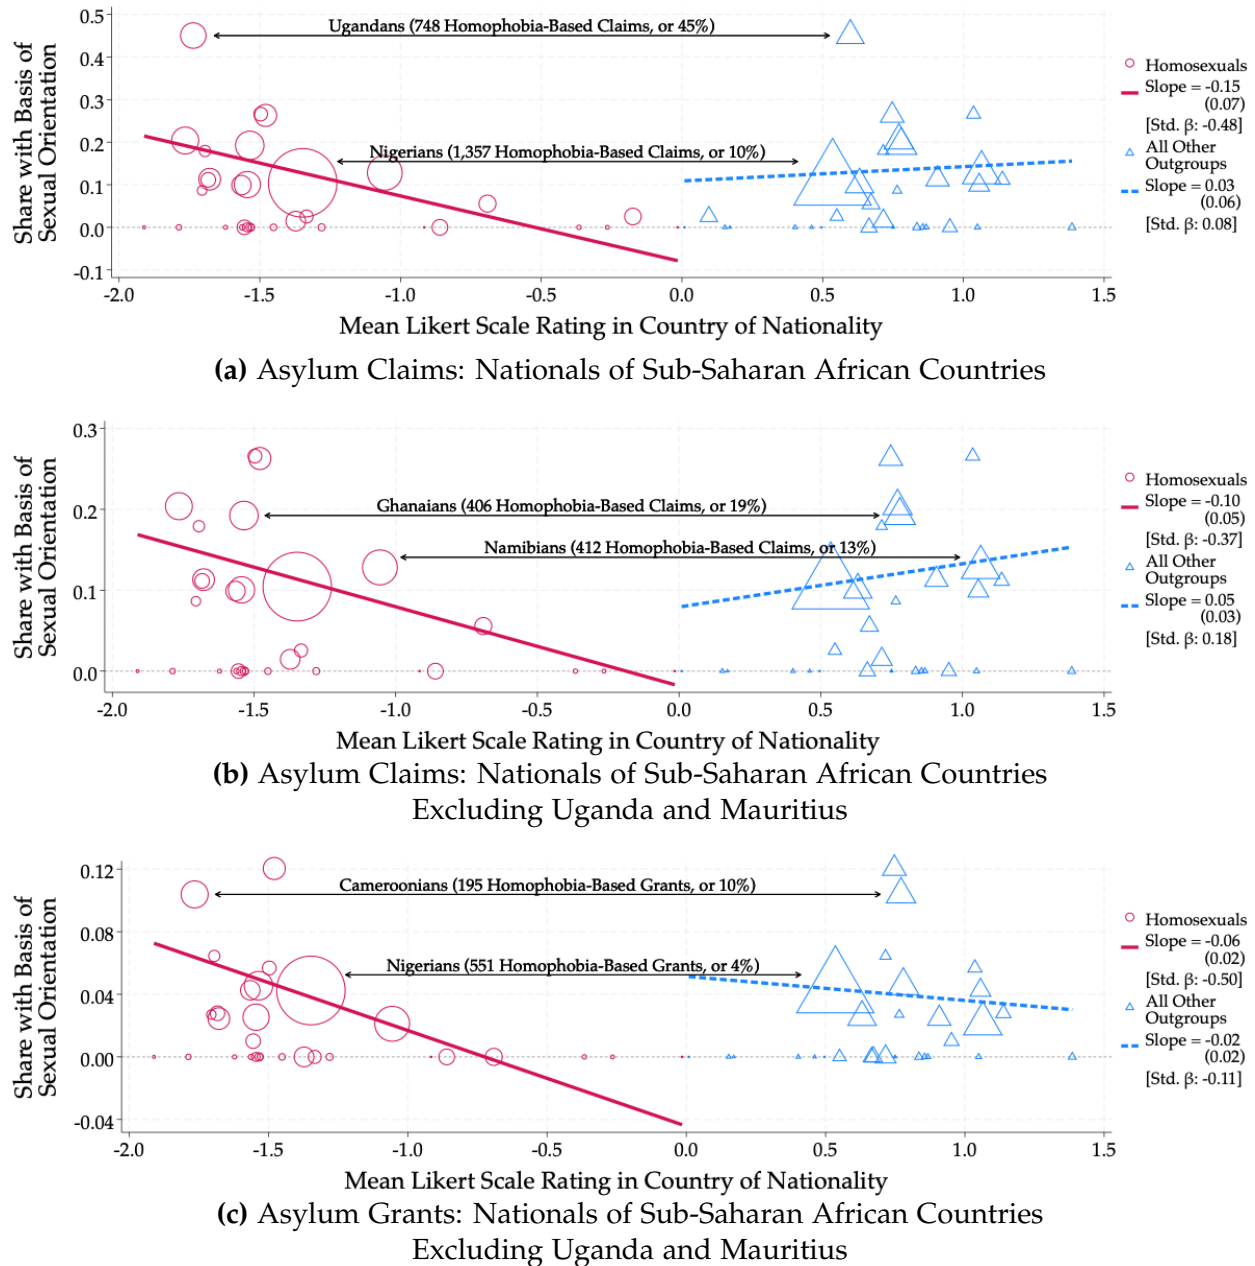 0.5
0.4
0.3
0.2
0.1
0.0
-0.1
Share with Basis of
Sexual Orientation
Ugandans (748 Homophobia-Based Claims, or 45%)
Nigerians (1,357 Homophobia-Based Claims, or 10%)
Homosexuals
Slope = -0.15
(0.07)
[Std. β: -0.48]
All Other
Outgroups
Slope = 0.03
(0.06)
[Std. β: 0.08]
-2.0 -1.5 -1.0 -0.5 0.0 0.5 1.0 1.5
Mean Likert Scale Rating in Country of Nationality
(a) Asylum Claims: Nationals of Sub-Saharan African Countries
0.3
0.2
0.1
0.0
Share with Basis of
Sexual Orientation
Ghanaians (406 Homophobia-Based Claims, or 19%)
Namibians (412 Homophobia-Based Claims, or 13%)
Homosexuals
Slope = -0.10
(0.05)
[Std. β: -0.37]
All Other
Outgroups
Slope = 0.05
(0.03)
[Std. β: 0.18]
-2.0 -1.5 -1.0 -0.5 0.0 0.5 1.0 1.5
Mean Likert Scale Rating in Country of Nationality
(b) Asylum Claims: Nationals of Sub-Saharan African Countries
Excluding Uganda and Mauritius
0.12
0.08
0.04
0.00
-0.04
Share with Basis of
Sexual Orientation
Cameroonians (195 Homophobia-Based Grants, or 10%)
Nigerians (551 Homophobia-Based Grants, or 4%)
Homosexuals
Slope = -0.06
(0.02)
[Std. β: -0.50]
All Other
Outgroups
Slope = -0.02
(0.02)
[Std. β: -0.11]
-2.0 -1.5 -1.0 -0.5 0.0 0.5 1.0 1.5
Mean Likert Scale Rating in Country of Nationality
(c) Asylum Grants: Nationals of Sub-Saharan African Countries
Excluding Uganda and Mauritius